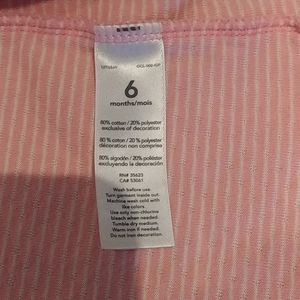 6
months/mois
80% cotton / 20% polyester
exclusive of decoration
80 % coton / 20 % polyester
décoration non comprise
80% algodón / 20% poliéster
excluyendo la decoración
RN# 35623
CA# 53061
Wash before use.
Turn garment inside out.
Machine wash cold with
like colors.
Use only non-chlorine
bleach when needed.
Tumble dry medium.
Warm iron if needed.
Do not iron decoration.